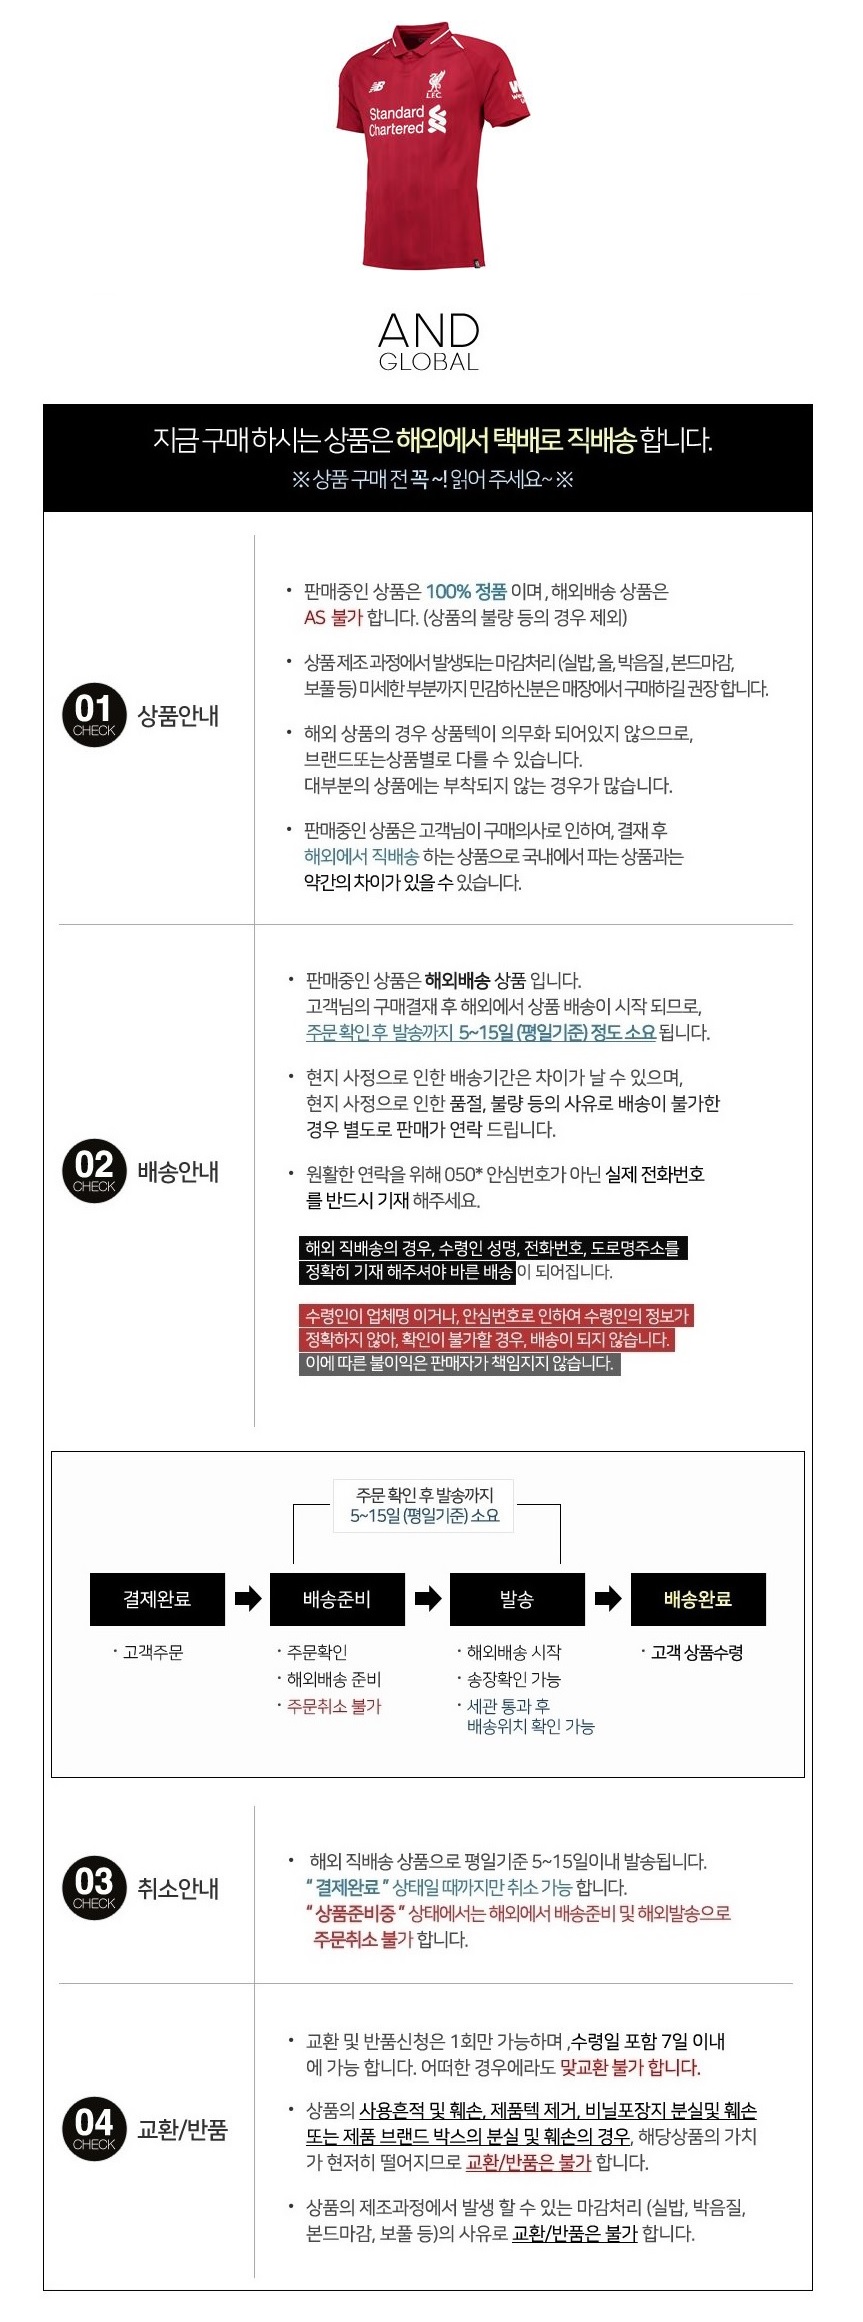 NB
L.F.C.
Standard
Chartered
AND
GLOBAL
지금 구매 하시는 상품은 해외에서 택배로 직배송 합니다.
※ 상품 구매 전 꼭 ~! 읽어 주세요~ ※
01
CHECK
상품안내
• 판매중인 상품은 100% 정품 이며 , 해외배송 상품은
AS 불가 합니다. (상품의 불량 등의 경우 제외)
• 상품 제조 과정에서 발생되는 마감처리 (실밥, 올, 박음질 , 본드마감,
보풀 등) 미세한 부분까지 민감하신분은 매장에서 구매하길 권장 합니다.
• 해외 상품의 경우 상품텍이 의무화 되어있지 않으므로,
브랜드또는상품별로 다를 수 있습니다.
대부분의 상품에는 부착되지 않는 경우가 많습니다.
• 판매중인 상품은 고객님이 구매의사로 인하여, 결재 후
해외에서 직배송 하는 상품으로 국내에서 파는 상품과는
약간의 차이가 있을 수 있습니다.
02
CHECK
배송안내
• 판매중인 상품은 해외배송 상품 입니다.
고객님의 구매결재 후 해외에서 상품 배송이 시작 되므로,
주문 확인 후 발송까지 5~15일 (평일기준) 정도 소요 됩니다.
• 현지 사정으로 인한 배송기간은 차이가 날 수 있으며,
현지 사정으로 인한 품절, 불량 등의 사유로 배송이 불가한
경우 별도로 판매가 연락 드립니다.
• 원활한 연락을 위해 050* 안심번호가 아닌 실제 전화번호
를 반드시 기재 해주세요.
해외 직배송의 경우, 수령인 성명, 전화번호, 도로명주소를
정확히 기재 해주셔야 바른 배송이 되어집니다.
수령인이 업체명 이거나, 안심번호로 인하여 수령인의 정보가
정확하지 않아, 확인이 불가할 경우, 배송이 되지 않습니다.
이에 따른 불이익은 판매자가 책임지지 않습니다.
주문 확인 후 발송까지
5~15일 (평일기준) 소요
결제완료 배송준비 발송 배송완료
· 고객주문 · 주문확인 · 해외배송 시작 · 고객 상품수령
· 해외배송 준비 · 송장확인 가능
· 주문취소 불가 · 세관 통과 후
배송위치 확인 가능
03
CHECK
취소안내
• 해외 직배송 상품으로 평일기준 5~15일이내 발송됩니다.
“ 결제완료 ” 상태일 때까지만 취소 가능 합니다.
“ 상품준비중 ” 상태에서는 해외에서 배송준비 및 해외발송으로
주문취소 불가 합니다.
04
CHECK
교환/반품
• 교환 및 반품신청은 1회만 가능하며 ,수령일 포함 7일 이내
에 가능 합니다. 어떠한 경우에라도 맞교환 불가 합니다.
• 상품의 사용흔적 및 훼손, 제품텍 제거, 비닐포장지 분실및 훼손
또는 제품 브랜드 박스의 분실 및 훼손의 경우, 해당상품의 가치
가 현저히 떨어지므로 교환/반품은 불가 합니다.
• 상품의 제조과정에서 발생 할 수 있는 마감처리 (실밥, 박음질,
본드마감, 보풀 등)의 사유로 교환/반품은 불가 합니다.